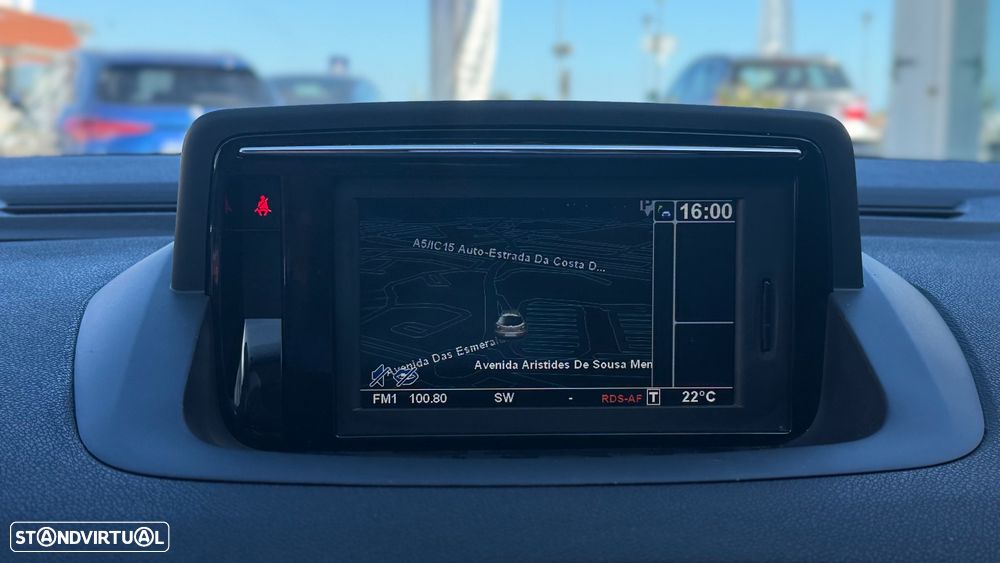 P
16:00
A5/IC15 Auto-Estrada Da Costa D...
Avenida Das Esmeral
Avenida Aristides De Sousa Men
FM1 100.80 SW - RDS-AF T 22°C
STANDVIRTUAL